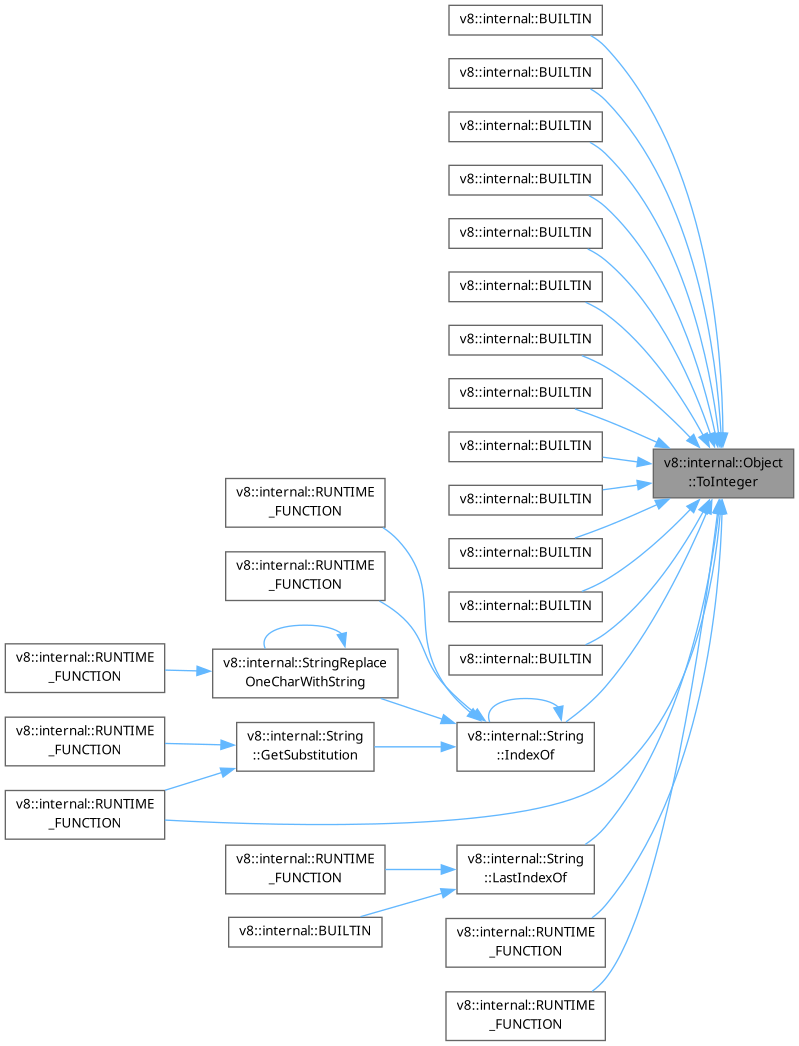 v8::internal::BUILTIN
v8::internal::BUILTIN
v8::internal::BUILTIN
v8::internal::BUILTIN
v8::internal::BUILTIN
v8::internal::BUILTIN
v8::internal::BUILTIN
v8::internal::BUILTIN
v8::internal::BUILTIN
v8::internal::Object
::ToInteger
v8::internal::BUILTIN
v8::internal::RUNTIME
_FUNCTION
v8::internal::BUILTIN
v8::internal::RUNTIME
_FUNCTION
v8::internal::BUILTIN
v8::internal::BUILTIN
v8::internal::RUNTIME
_FUNCTION
v8::internal::StringReplace
OneCharWithString
v8::internal::RUNTIME
_FUNCTION
v8::internal::String
::GetSubstitution
v8::internal::String
::IndexOf
v8::internal::RUNTIME
_FUNCTION
v8::internal::RUNTIME
_FUNCTION
v8::internal::String
::LastIndexOf
v8::internal::BUILTIN
v8::internal::RUNTIME
_FUNCTION
v8::internal::RUNTIME
_FUNCTION